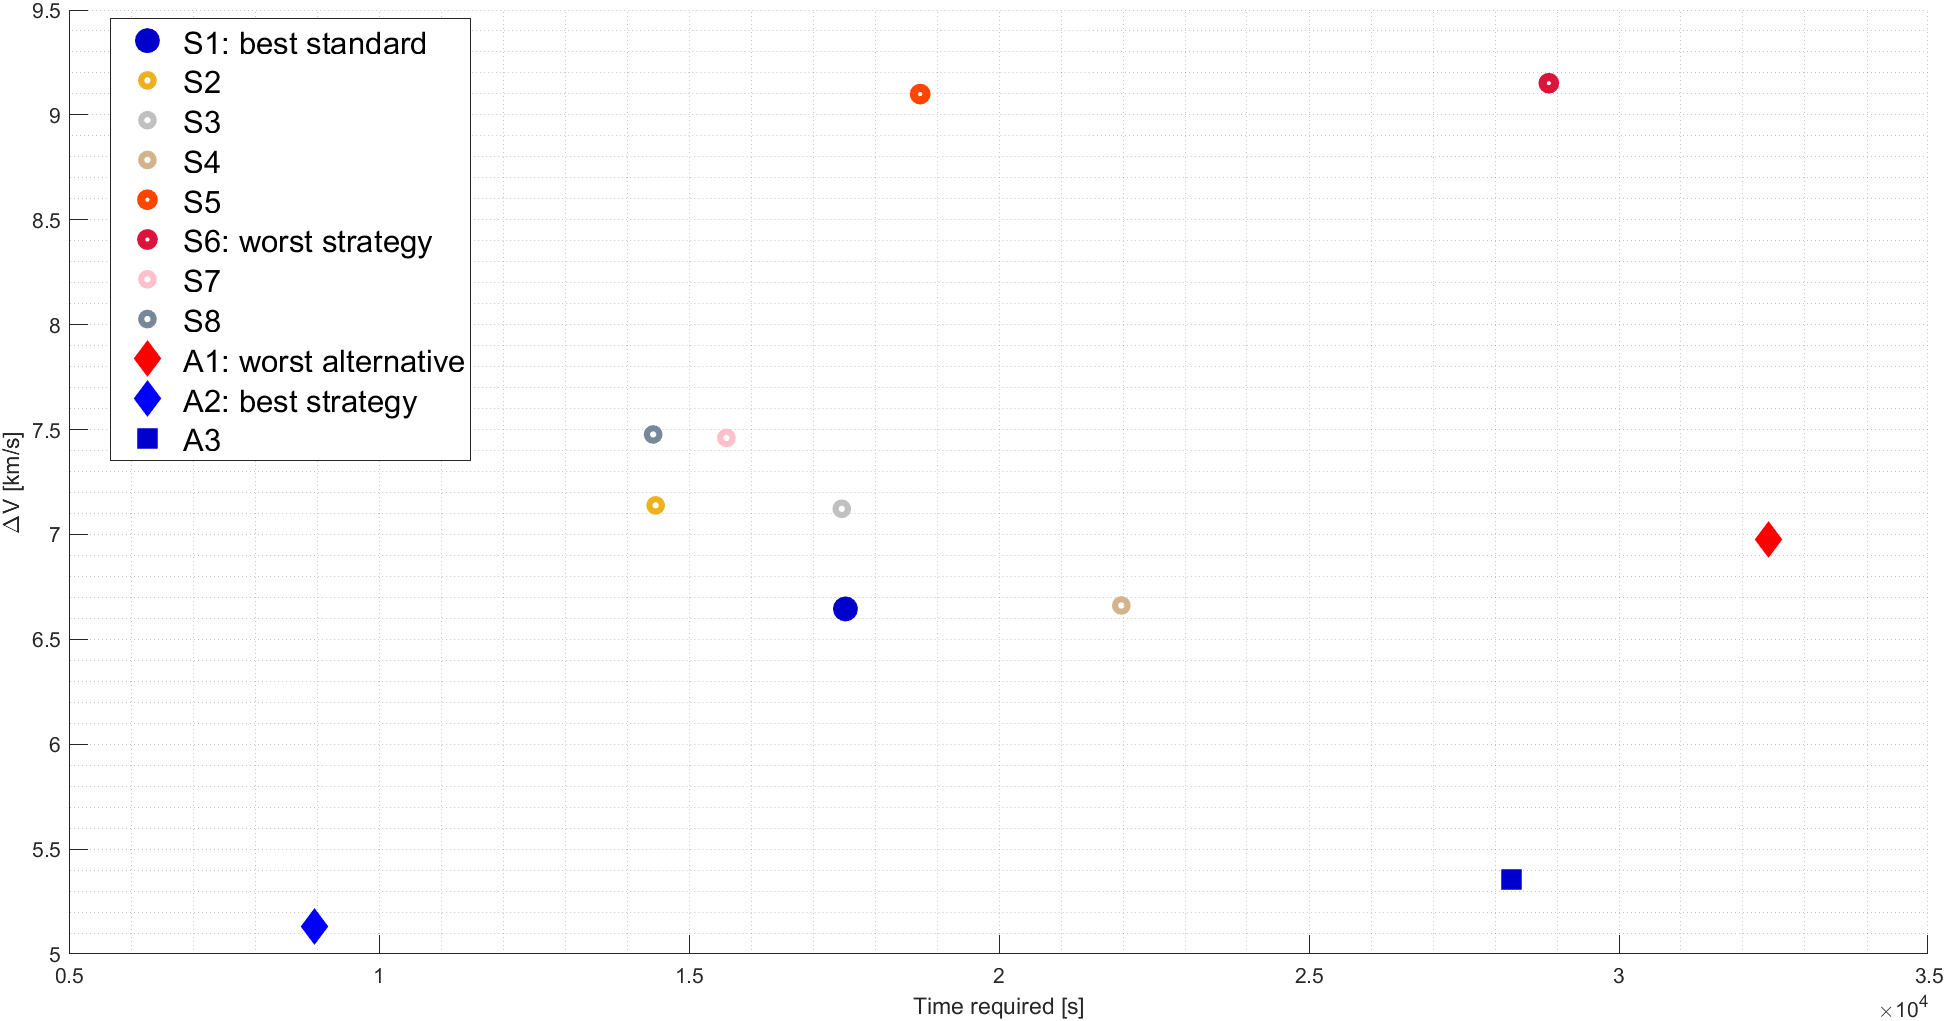 9.5
9
8.5
8
7.5
7
6.5
6
5.5
5
ΔV [km/s]
S1: best standard
S2
S3
S4
S5
S6: worst strategy
S7
S8
A1: worst alternative
A2: best strategy
A3
0.5 1 1.5 2 2.5 3 3.5
Time required [s]
×10⁴